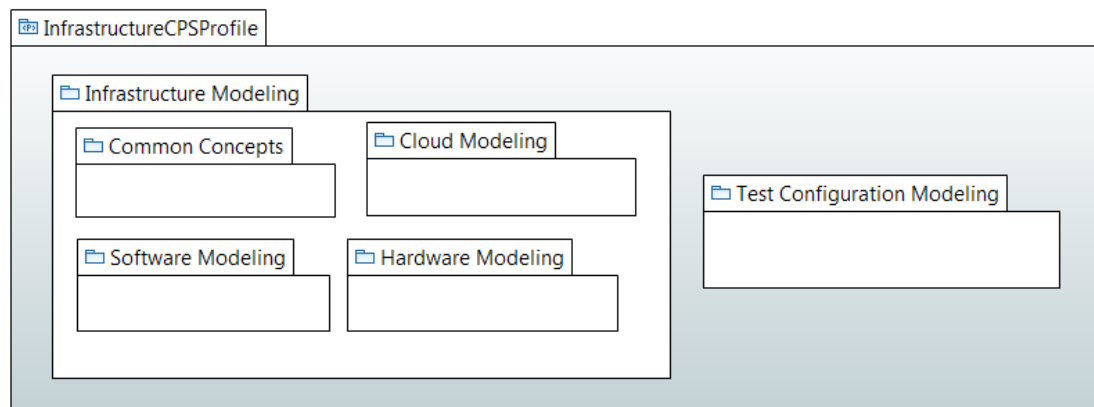 InfrastructureCPSProfile
Infrastructure Modeling
Common Concepts
Cloud Modeling
Test Configuration Modeling
Software Modeling
Hardware Modeling